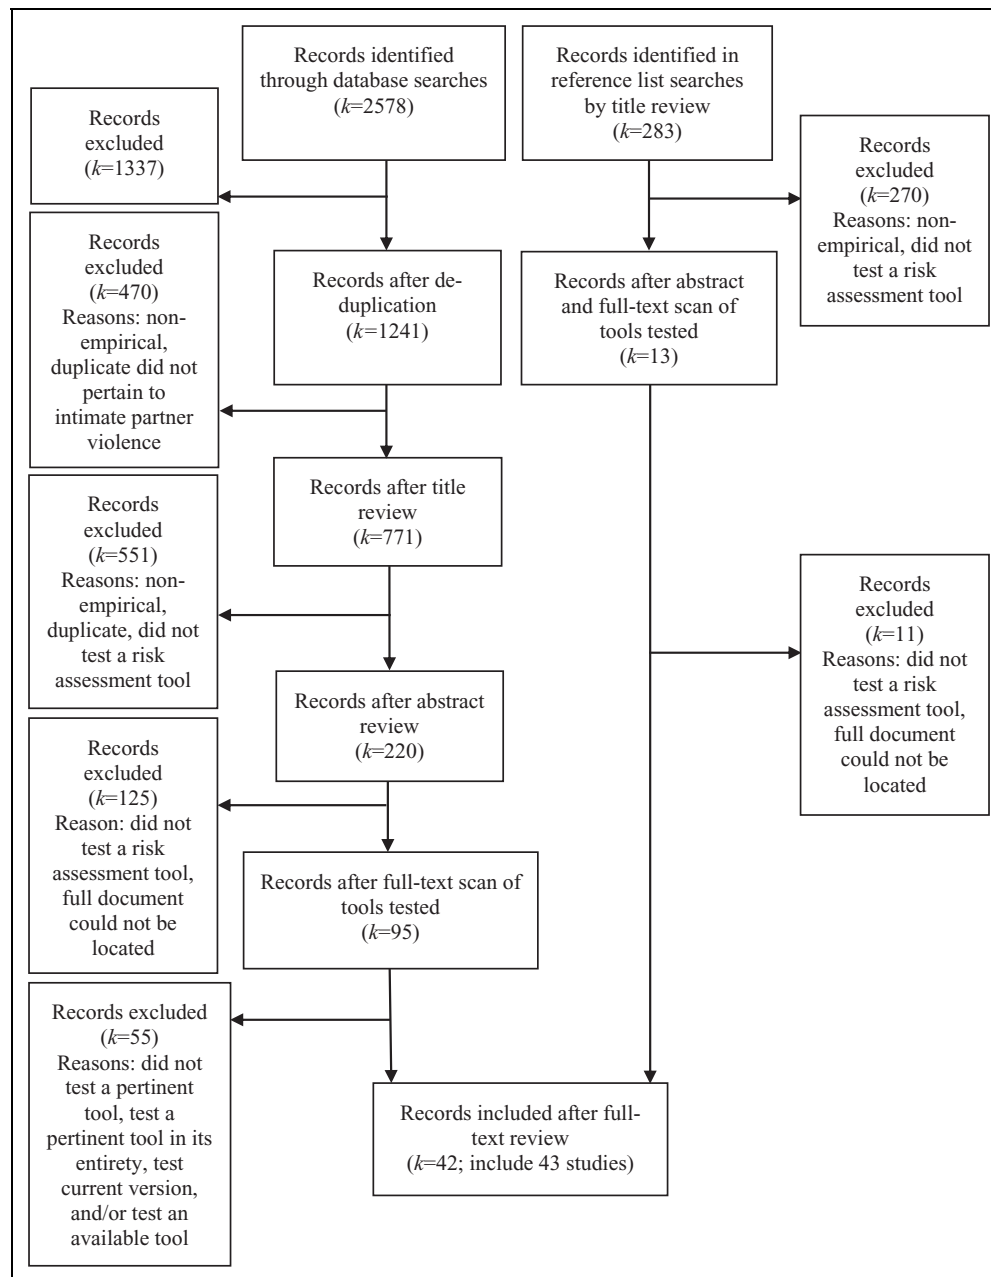 Records identified
through database searches
(k=2578)
Records identified in
reference list searches
by title review
(k=283)
Records
excluded
(k=1337)
Records
excluded
(k=270)
Reasons: non-
empirical, did not
test a risk
assessment tool
Records
excluded
(k=470)
Reasons: non-
empirical,
duplicate did not
pertain to
intimate partner
violence
Records after de-
duplication
(k=1241)
Records after abstract
and full-text scan of
tools tested
(k=13)
Records after title
review
(k=771)
Records
excluded
(k=551)
Reasons: non-
empirical,
duplicate, did not
test a risk
assessment tool
Records
excluded
(k=11)
Reasons: did not
test a risk
assessment tool,
full document
could not be
located
Records after abstract
review
(k=220)
Records
excluded
(k=125)
Reason: did not
test a risk
assessment tool,
full document
could not be
located
Records after full-text scan of
tools tested
(k=95)
Records excluded
(k=55)
Reasons: did not
test a pertinent
tool, test a
pertinent tool in its
entirety, test
current version,
and/or test an
available tool
Records included after full-
text review
(k=42; include 43 studies)